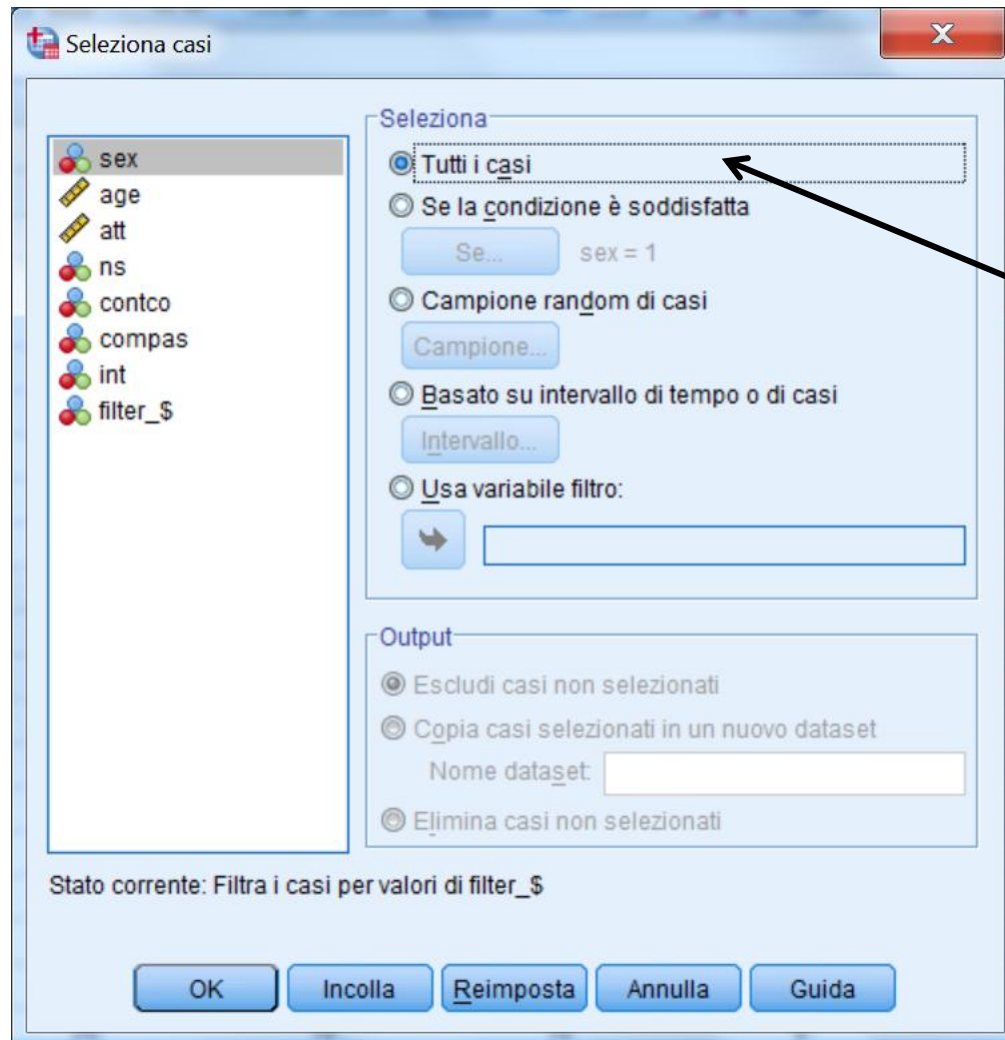 Seleziona casi
sex
age
att
ns
contco
compas
int
filter_$
Seleziona
Tutti i casi
Se la condizione è soddisfatta
Se... sex = 1
Campione random di casi
Campione...
Basato su intervallo di tempo o di casi
Intervallo...
Usa variabile filtro:
Output
Escludi casi non selezionati
Copia casi selezionati in un nuovo dataset
Nome dataset:
Elimina casi non selezionati
Stato corrente: Filtra i casi per valori di filter_$
OK Incolla Reimposta Annulla Guida